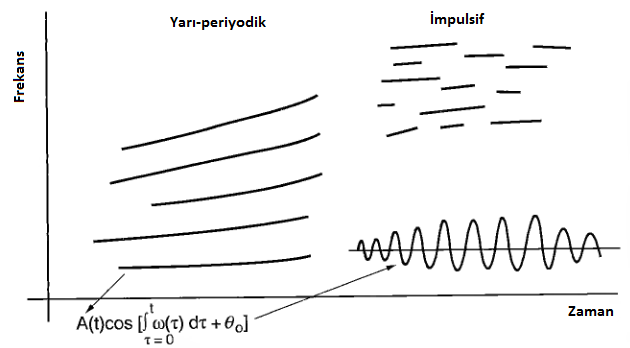 Yarı-periyodik
İmpulsif
Frekans
Zaman
A(t)cos [∫ᵗ ω(τ) dτ + θₒ]
τ = 0